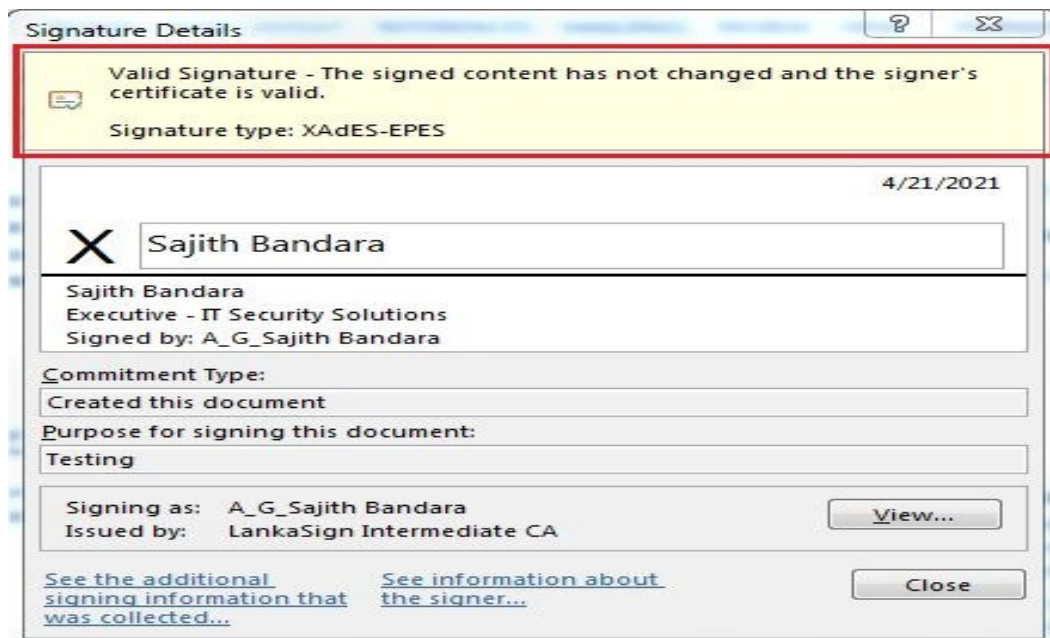 Signature Details
Valid Signature - The signed content has not changed and the signer's
certificate is valid.
Signature type: XAdES-EPES
4/21/2021
X Sajith Bandara
Sajith Bandara
Executive - IT Security Solutions
Signed by: A_G_Sajith Bandara
Commitment Type:
Created this document
Purpose for signing this document:
Testing
Signing as: A_G_Sajith Bandara
View...
Issued by: LankaSign Intermediate CA
See the additional
signing information that
was collected...
See information about
the signer...
Close